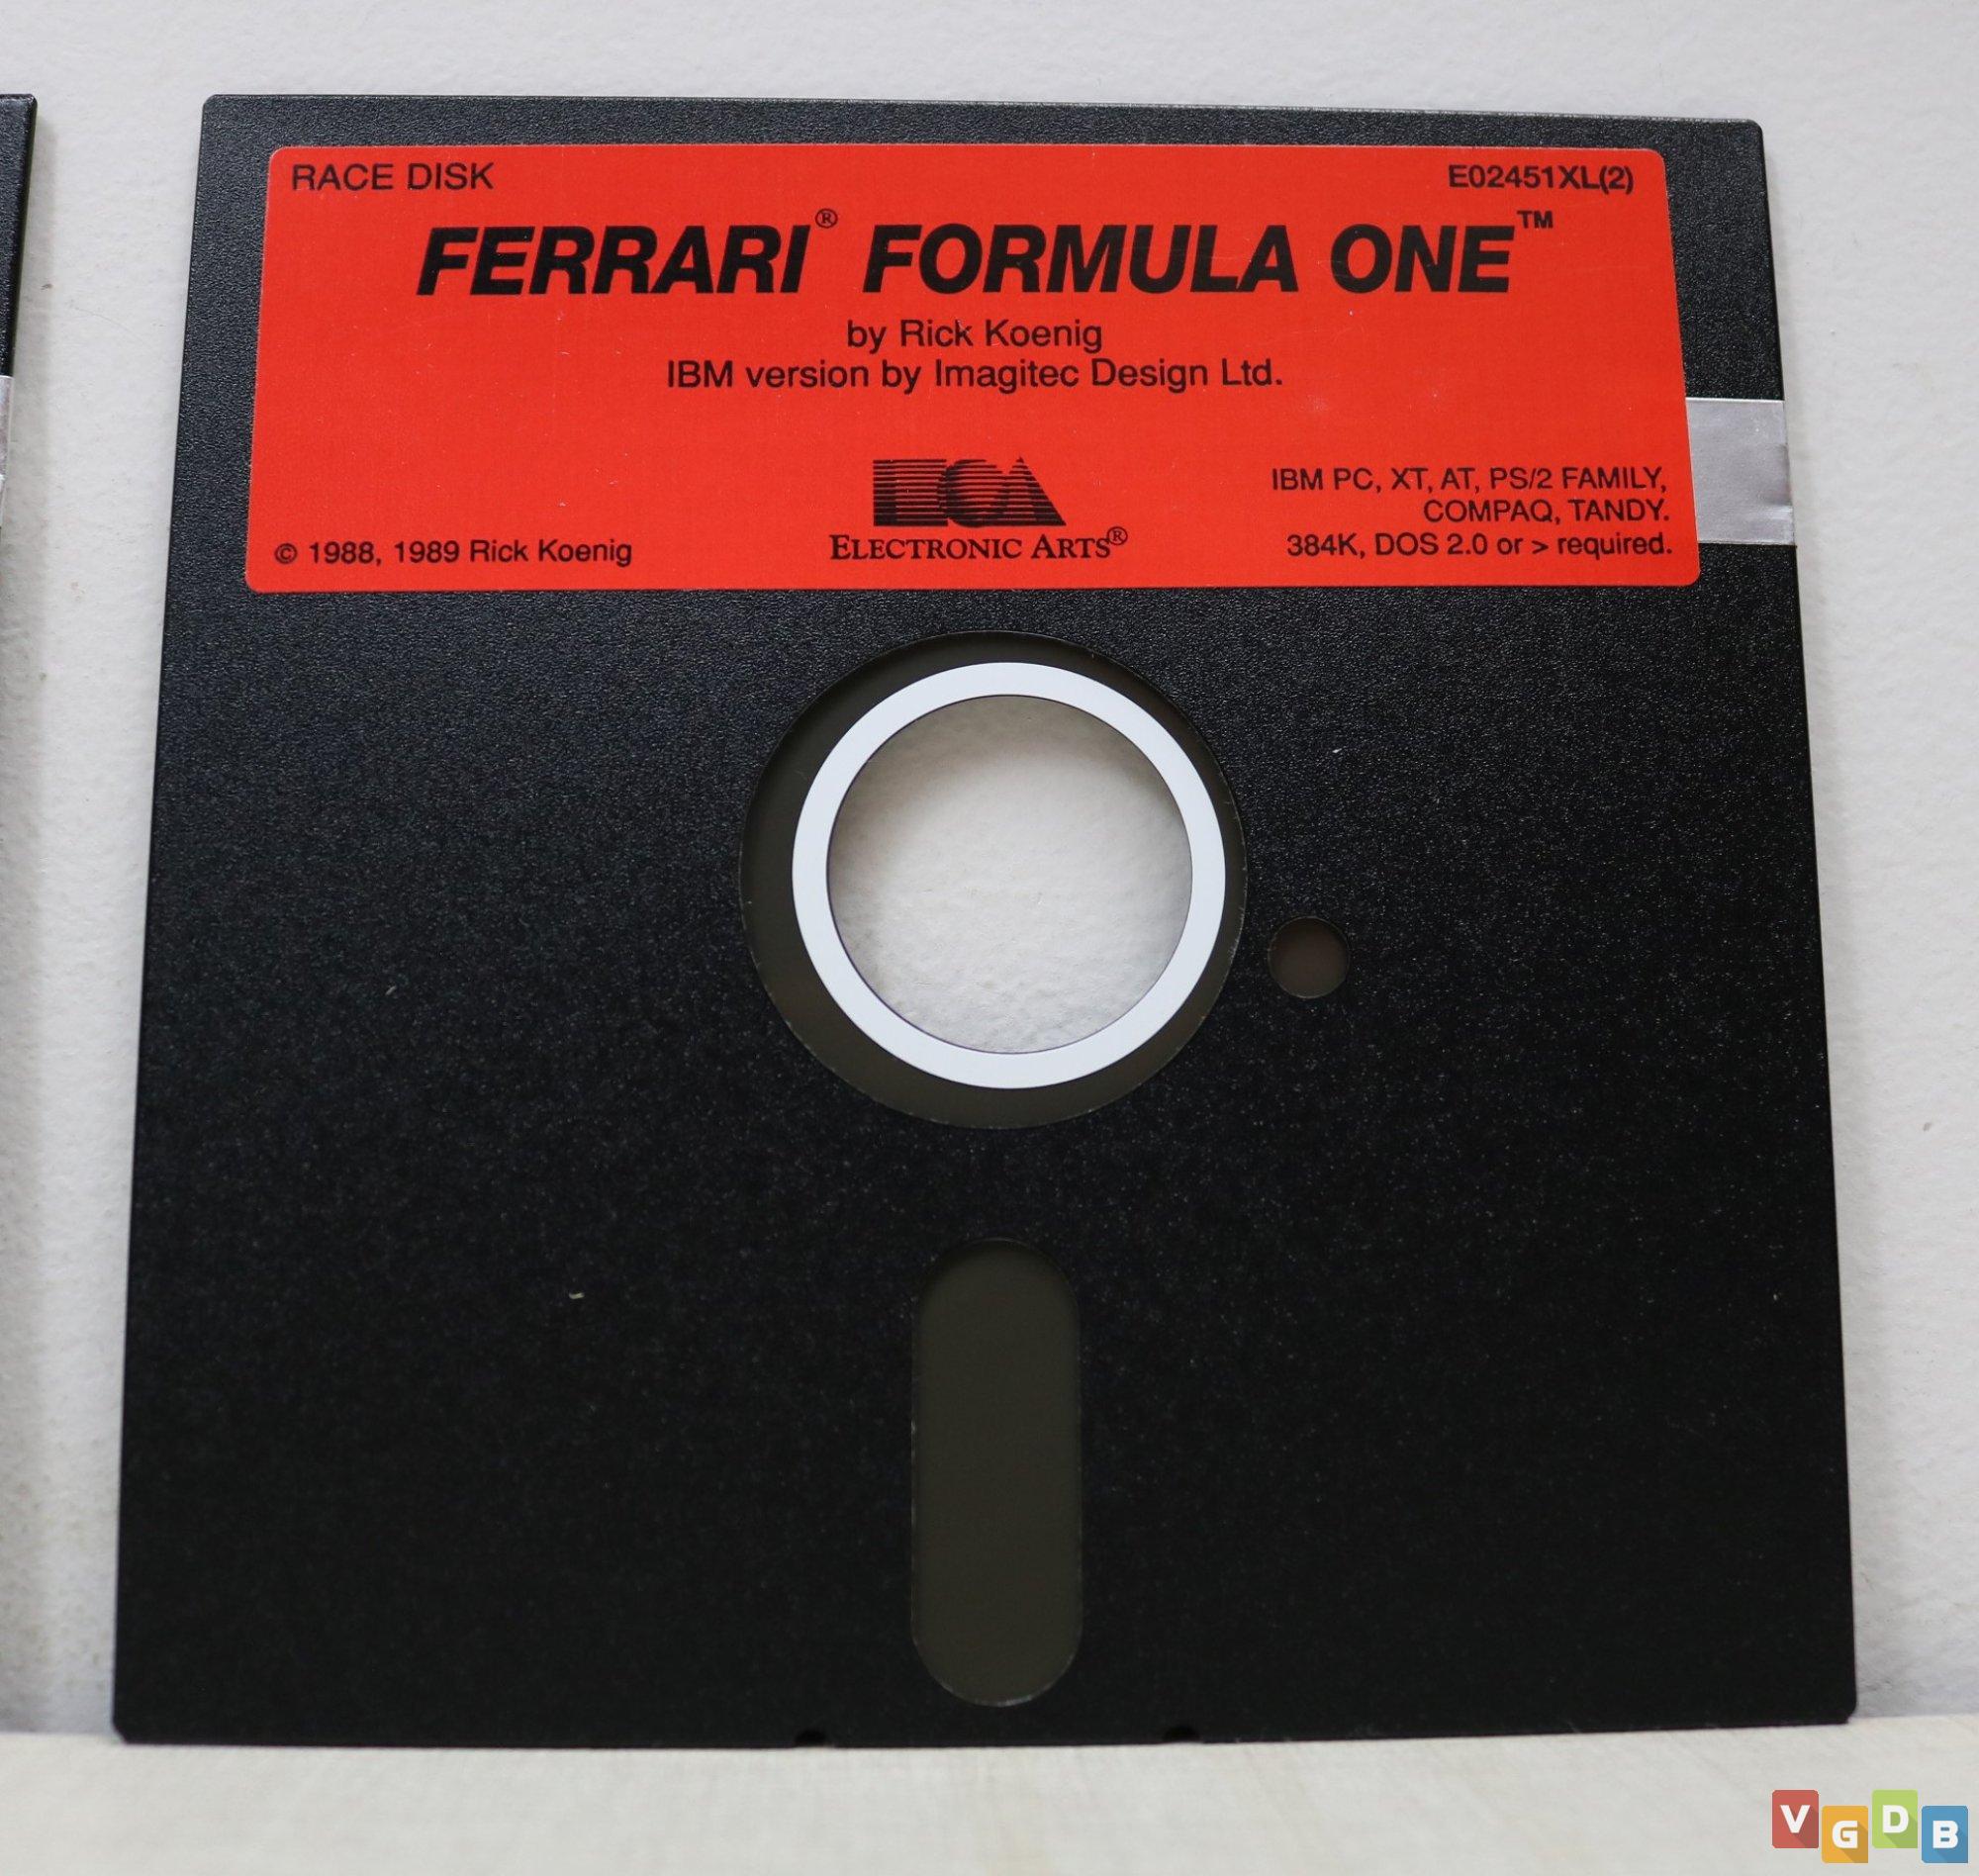 RACE DISK
E02451XL(2)
FERRARI® FORMULA ONE™
by Rick Koenig
IBM version by Imagitec Design Ltd.
EA
ELECTRONIC ARTS®
© 1988, 1989 Rick Koenig
IBM PC, XT, AT, PS/2 FAMILY,
COMPAQ, TANDY.
384K, DOS 2.0 or > required.
VGDB